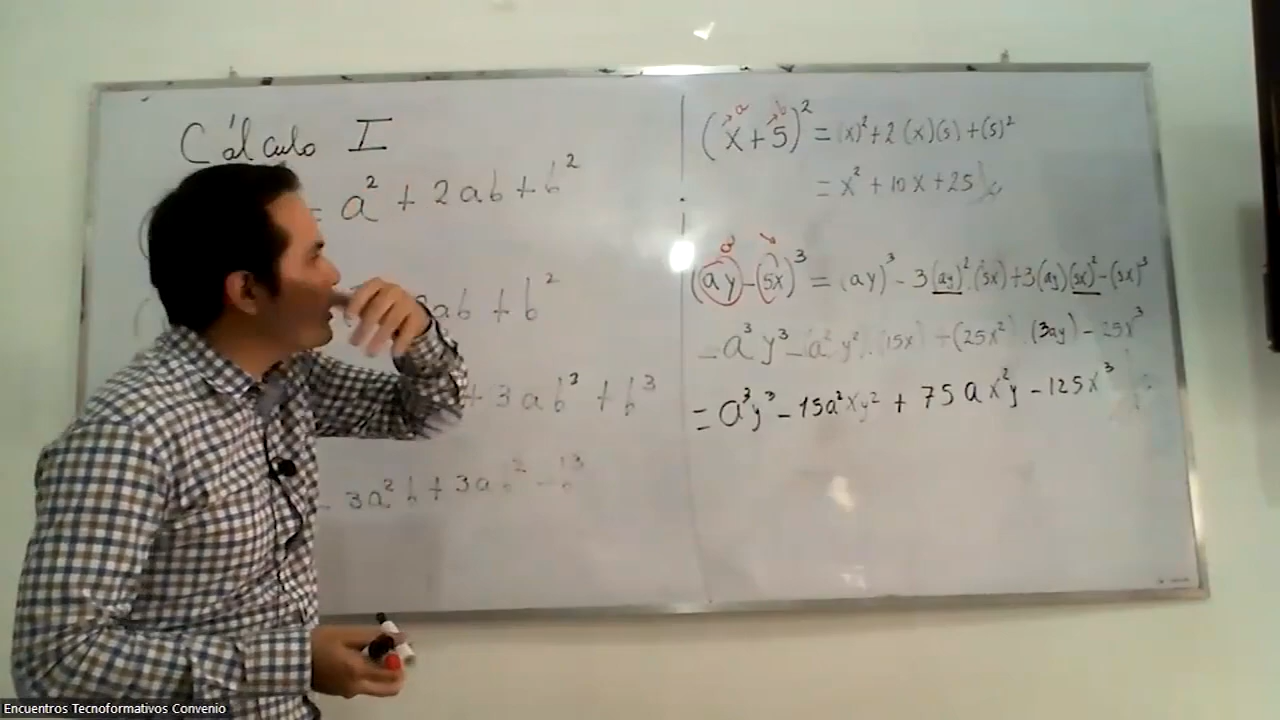 Cálculo I
= a² + 2ab + b²
ab + b²
+ 3ab³ + b³
- 3a²b + 3ab² - b³
a b
(x + 5)² = (x)² + 2(x)(5) + (5)²
= x² + 10x + 25
a
(ay - 5x)³ = (ay)³ - 3(ay)²·(5x) + 3(ay)(5x)² - (5x)³
- a³y³ - a²y²·(15x) + (25x²)·(3ay) - 25x³
= a³y³ - 15a²xy² + 75ax²y - 125x³
Encuentros Tecnoformativos Convenio